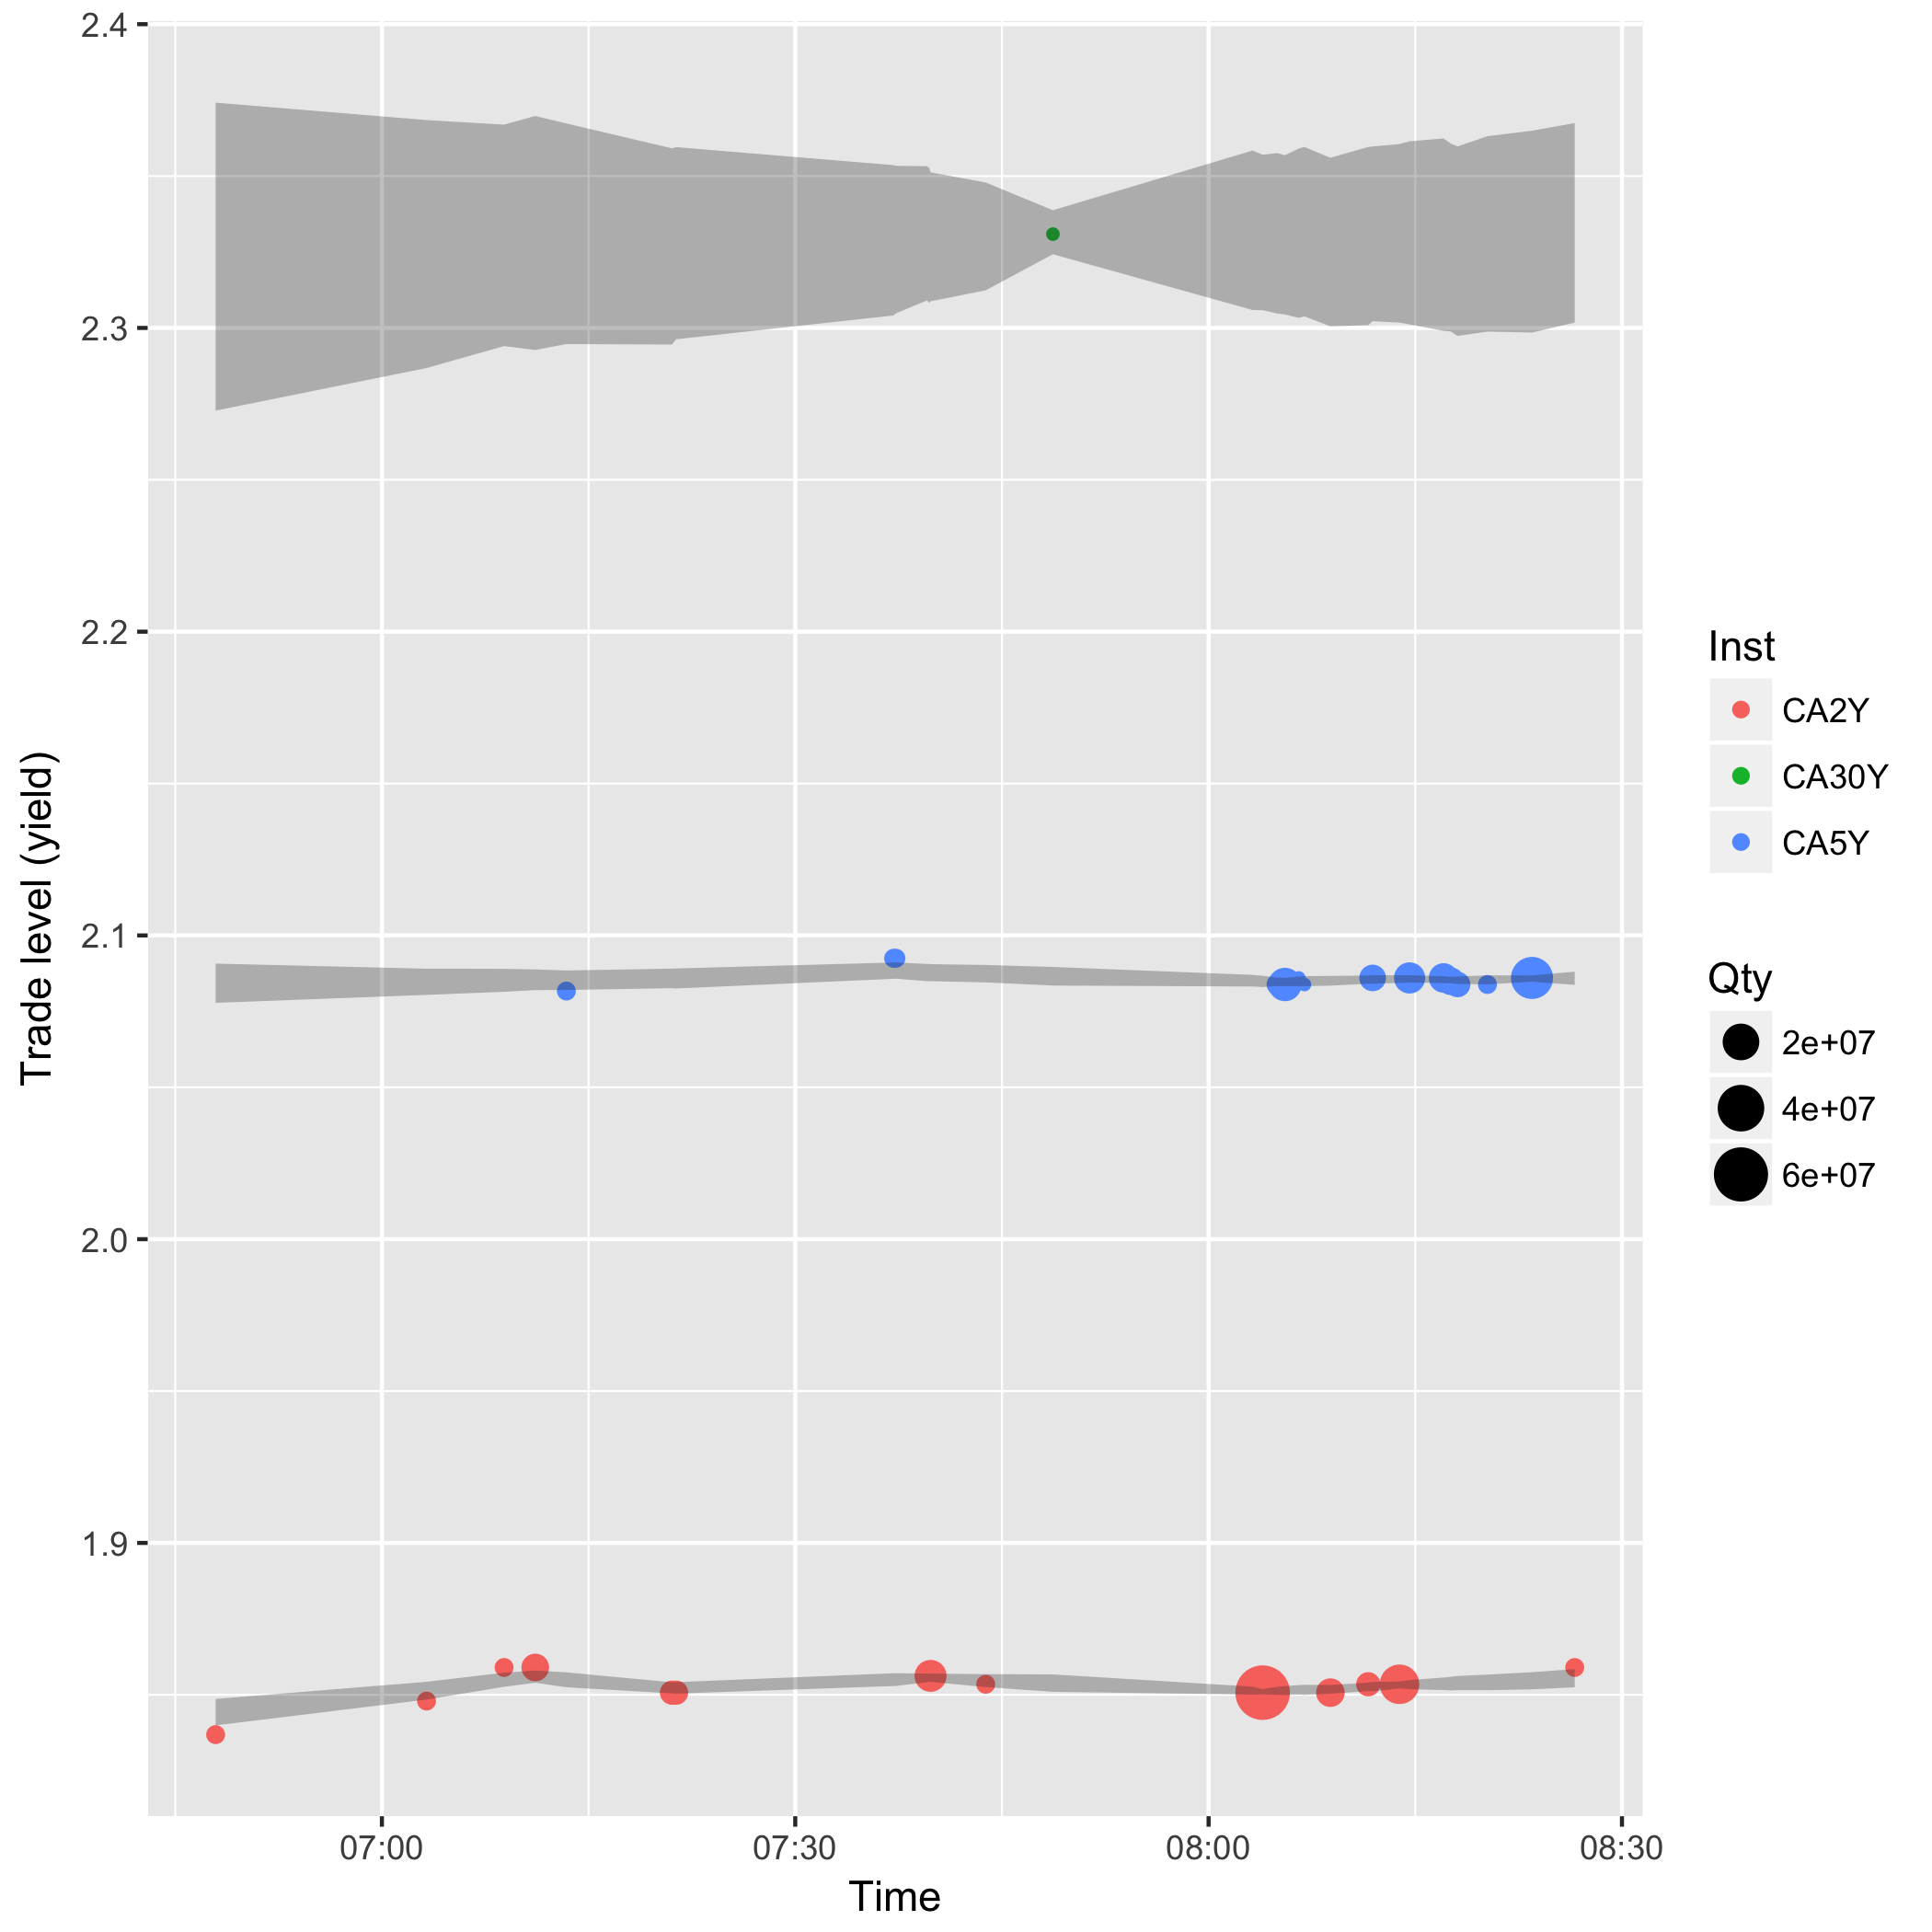 2.4
2.3
2.2
2.1
2.0
1.9
Trade level (yield)
07:00
07:30
08:00
08:30
Time
Inst
CA2Y
CA30Y
CA5Y
Qty
2e+07
4e+07
6e+07